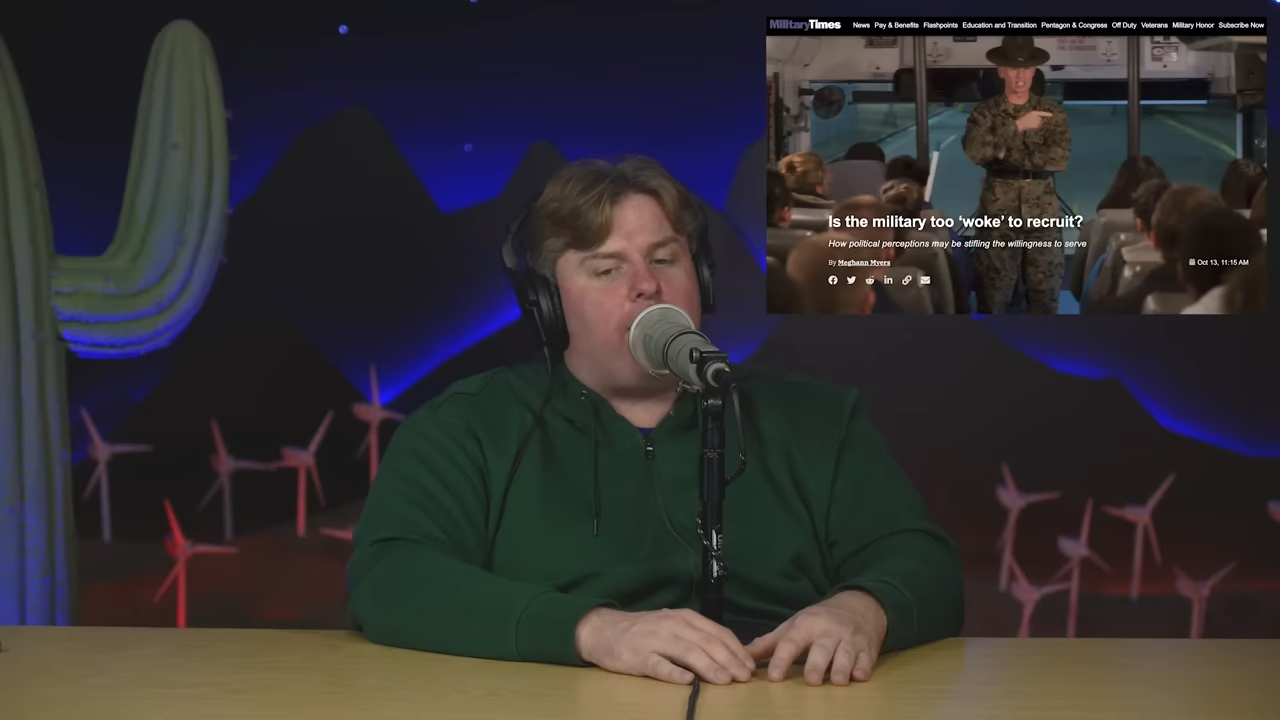 MilitaryTimes News Pay & Benefits Flashpoints Education and Transition Pentagon & Congress Off Duty Veterans Military Honor Subscribe Now
Is the military too ‘woke’ to recruit?
How political perceptions may be stifling the willingness to serve
By Meghann Myers
Oct 13, 11:15 AM